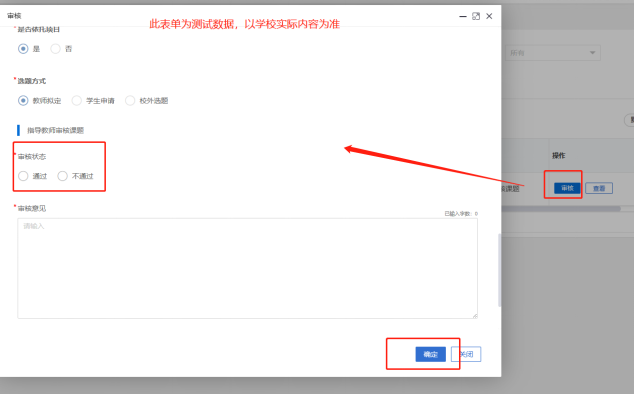 审核
此表单为测试数据，以学校实际内容为准
*是否依托项目
是 否
所有
*选题方式
教师拟定 学生申请 校外选题
指导教师审核课题
操作
*审核状态
通过 不通过
核课题 审核 查看
*审核意见
已输入字数：0
请输入
确定 关闭